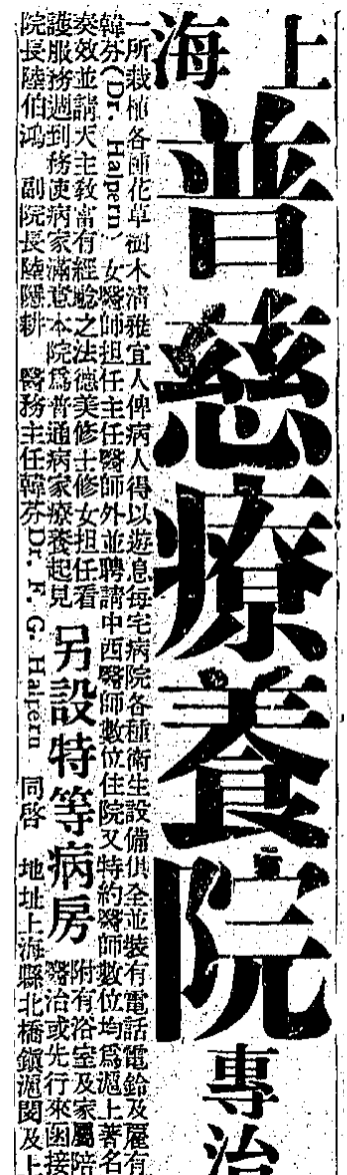 上海
普慈療養院
專治
一所栽植各種花草樹木清雅宜人俾病人得以遊息每宅病院各種衛生設備俱全並裝有電話電鈴及雇有
韓芬(Dr. Halpern)女醫師担任主任醫師外並聘請中西醫師數位住院又特約醫師數位均爲滬上著名
奏效並請天主教富有經驗之法德美修士修女担任看
護服務週到務使病家滿意本院爲普通病家療養起見
另設特等病房
附有浴室及家屬陪
醫治或先行來函接
院長陸伯鴻 副院長陸隱耕 醫務主任韓芬Dr. F. G. Halpern 同啓 地址上海縣北橋鎮滬閔及上